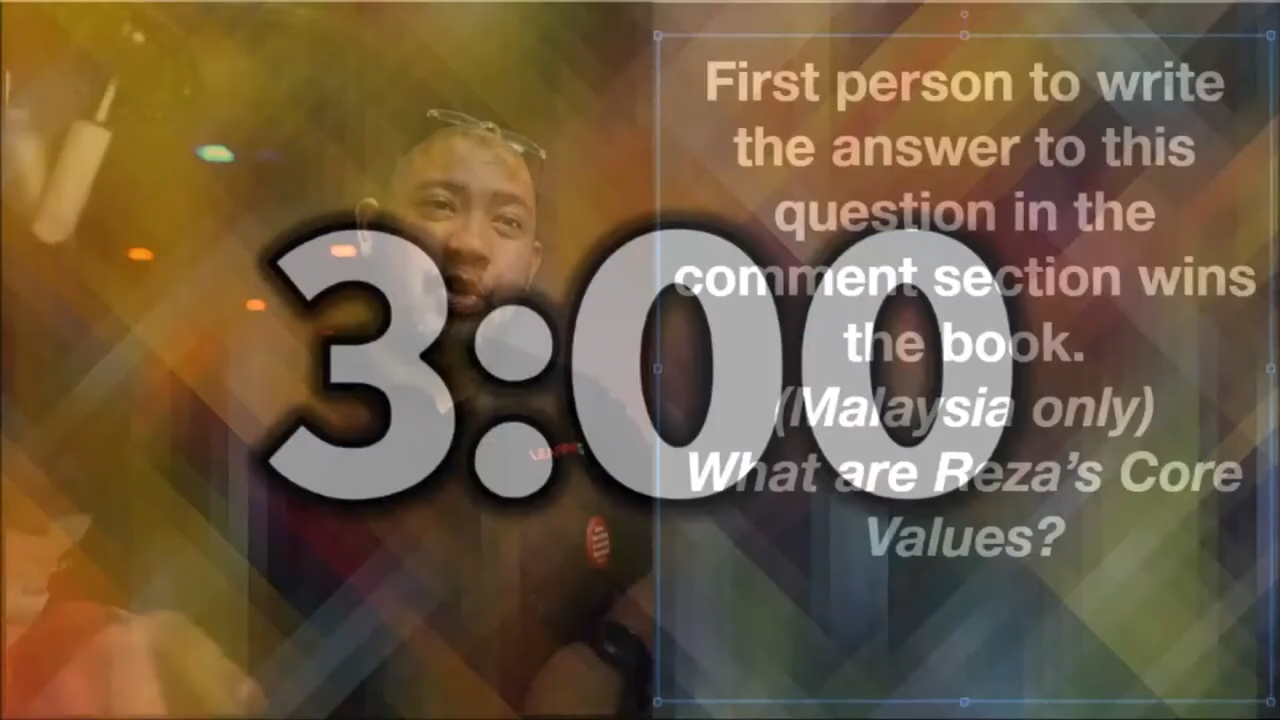 First person to write
the answer to this
question in the
comment section wins
the book.
(Malaysia only)
What are Reza's Core
Values?
3:00